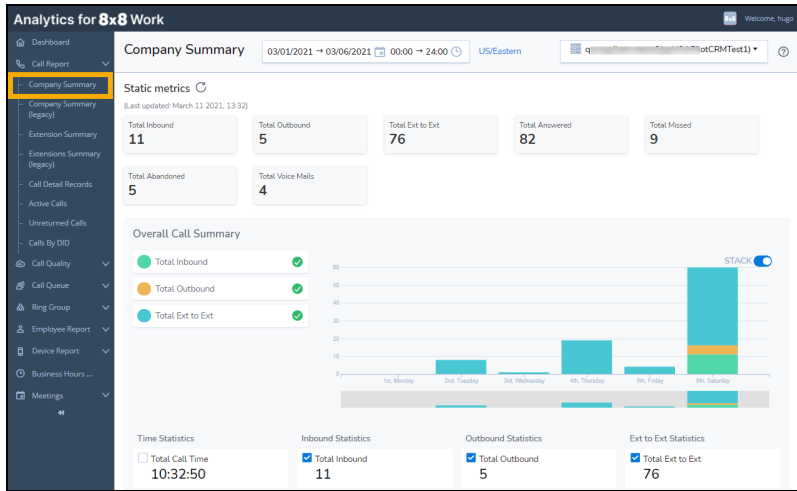 Analytics for 8x8 Work
8x8
Welcome, hugo
Dashboard
Call Report
Company Summary
Company Summary
(legacy)
Extension Summary
Extensions Summary
(legacy)
Call Detail Records
Active Calls
Unreturned Calls
Calls By DID
Call Quality
Call Queue
Ring Group
Employee Report
Device Report
Business Hours ...
Meetings
Company Summary
03/01/2021 → 03/06/2021 00:00 → 24:00
US/Eastern
otCRMTest1)
Static metrics
(Last updated: March 11 2021, 13:32)
Total Inbound
11
Total Outbound
5
Total Ext to Ext
76
Total Answered
82
Total Missed
9
Total Abandoned
5
Total Voice Mails
4
Overall Call Summary
Total Inbound
Total Outbound
Total Ext to Ext
STACK
60
50
40
30
20
10
0
1st, Monday
2nd, Tuesday
3rd, Wednesday
4th, Thursday
5th, Friday
6th, Saturday
Time Statistics
Total Call Time
10:32:50
Inbound Statistics
Total Inbound
11
Outbound Statistics
Total Outbound
5
Ext to Ext Statistics
Total Ext to Ext
76